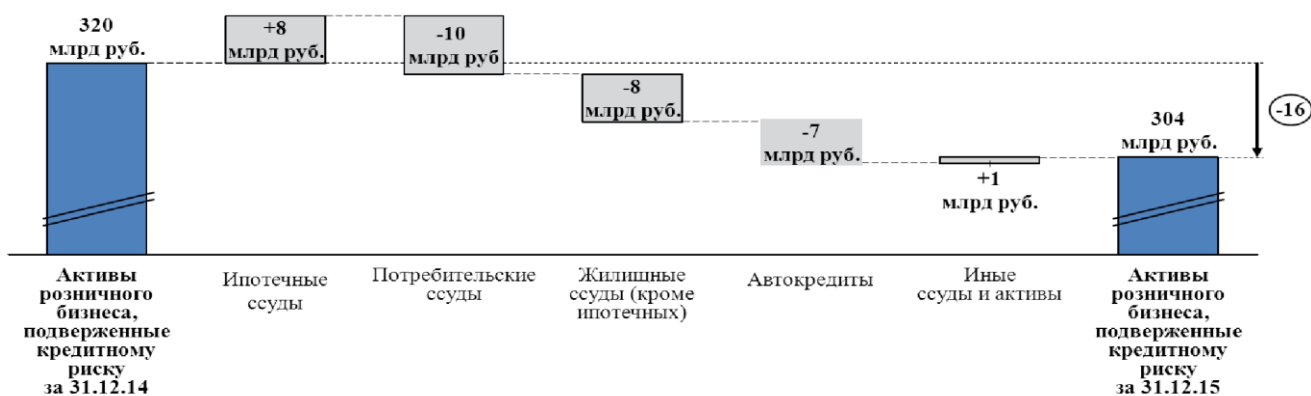 320
млрд руб.
+8
млрд руб.
-10
млрд руб
-8
млрд руб.
-7
млрд руб.
+1
млрд руб.
304
млрд руб.
-16
Активы
розничного
бизнеса,
подверженные
кредитному
риску
за 31.12.14
Ипотечные
ссуды
Потребительские
ссуды
Жилищные
ссуды (кроме
ипотечных)
Автокредиты
Иные
ссуды и активы
Активы
розничного
бизнеса,
подверженные
кредитному
риску
за 31.12.15